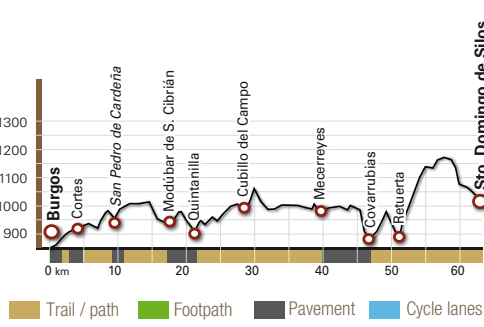 Burgos
Cortes
San Pedro de Cardeña
Modúbar de S. Cibrián
Quintanilla
Cubillo del Campo
Mecerreyes
Covarrubias
Retuerta
Sto. Domingo de Silos
1300
1200
1100
1000
900
0 km 10 20 30 40 50 60
Trail / path Footpath Pavement Cycle lanes